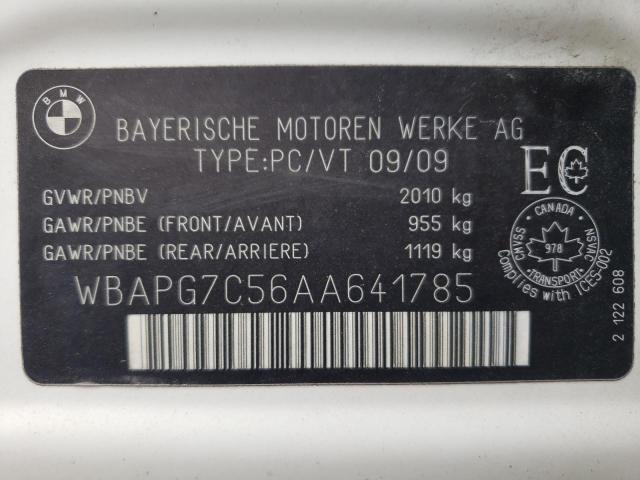 BMW
BAYERISCHE MOTOREN WERKE AG
TYPE:PC/VT 09/09
EC
GVWR/PNBV 2010 kg
GAWR/PNBE (FRONT/AVANT) 955 kg
GAWR/PNBE (REAR/ARRIERE) 1119 kg
CANADA
CMVSS
978
NSVAC
TRANSPORT
Complies with ICES-002
WBAPG7C56AA641785
2 122 608